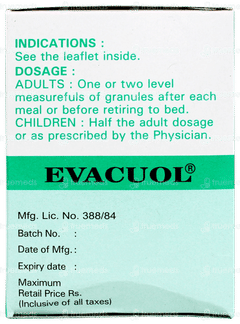 INDICATIONS :
See the leaflet inside.
DOSAGE :
ADULTS : One or two level
measurefuls of granules after each
meal or before retiring to bed.
CHILDREN : Half the adult dosage
or as prescribed by the Physician.
EVACUOL®
Mfg. Lic. No. 388/84
Batch No. :
Date of Mfg. :
Expiry date :
Maximum
Retail Price Rs.
(Inclusive of all taxes)